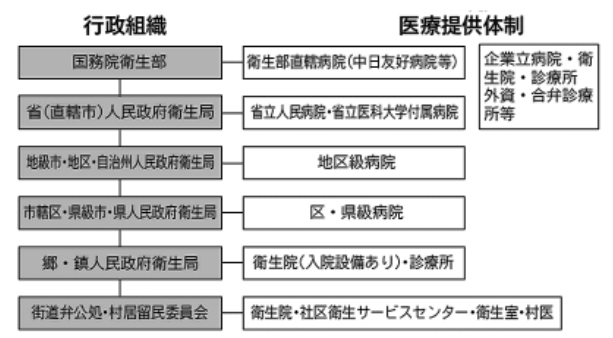 行政組織
医療提供体制
国務院衛生部
衛生部直轄病院(中日友好病院等)
企業立病院・衛
生院・診療所
外資・合弁診療
所等
省(直轄市)人民政府衛生局
省立人民病院・省立医科大学付属病院
地級市・地区・自治州人民政府衛生局
地区級病院
市轄区・県級市・県人民政府衛生局
区・県級病院
郷・鎮人民政府衛生局
衛生院(入院設備あり)・診療所
街道弁公処・村居留民委員会
衛生院・社区衛生サービスセンター・衛生室・村医